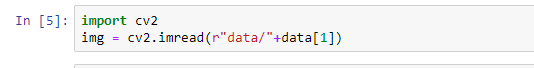 In [5]: import cv2
img = cv2.imread(r"data/"+data[1])